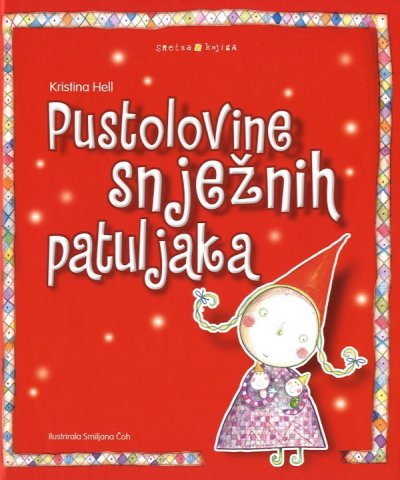 sretna knjiga
Kristina Hell
Pustolovine
snježnih
patuljaka
Ilustrirala Smiljana Čoh